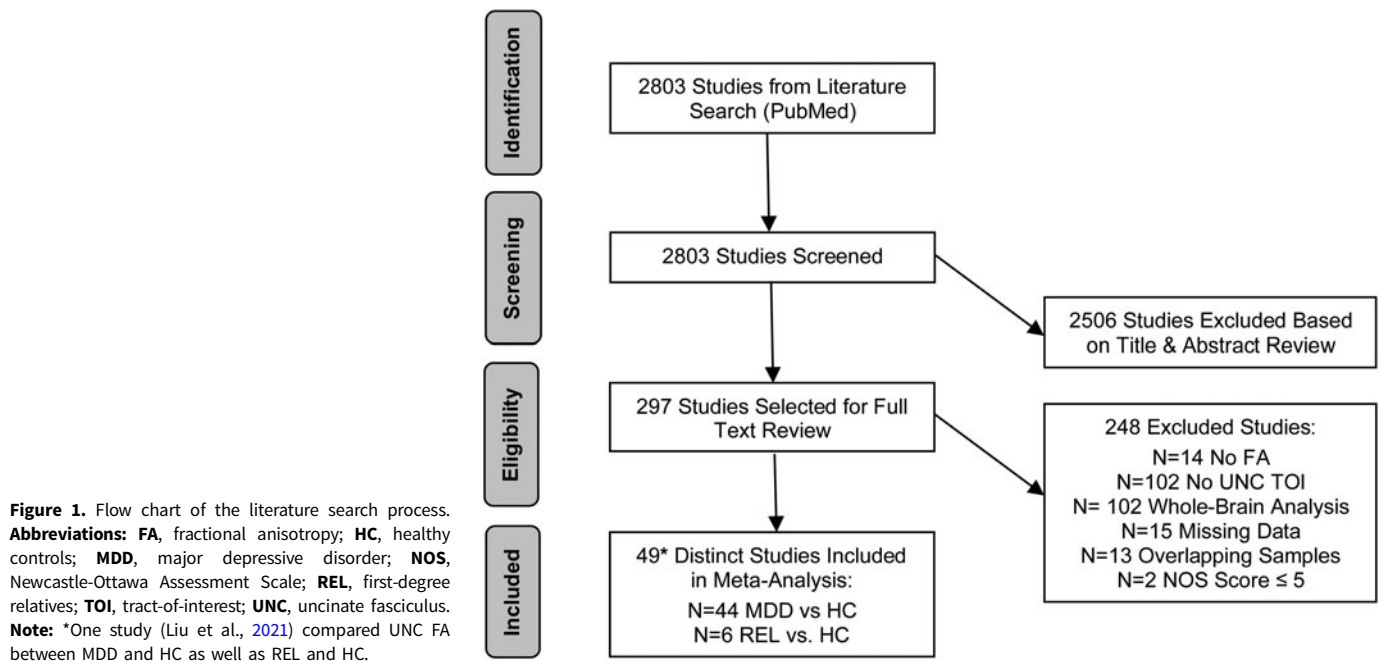 Identification
2803 Studies from Literature
Search (PubMed)
Screening
2803 Studies Screened
2506 Studies Excluded Based
on Title & Abstract Review
Eligibility
297 Studies Selected for Full
Text Review
248 Excluded Studies:
N=14 No FA
N=102 No UNC TOI
N= 102 Whole-Brain Analysis
N=15 Missing Data
N=13 Overlapping Samples
N=2 NOS Score ≤ 5
Included
49* Distinct Studies Included
in Meta-Analysis:
N=44 MDD vs HC
N=6 REL vs. HC
Figure 1. Flow chart of the literature search process.
Abbreviations: FA, fractional anisotropy; HC, healthy
controls; MDD, major depressive disorder; NOS,
Newcastle-Ottawa Assessment Scale; REL, first-degree
relatives; TOI, tract-of-interest; UNC, uncinate fasciculus.
Note: *One study (Liu et al., 2021) compared UNC FA
between MDD and HC as well as REL and HC.